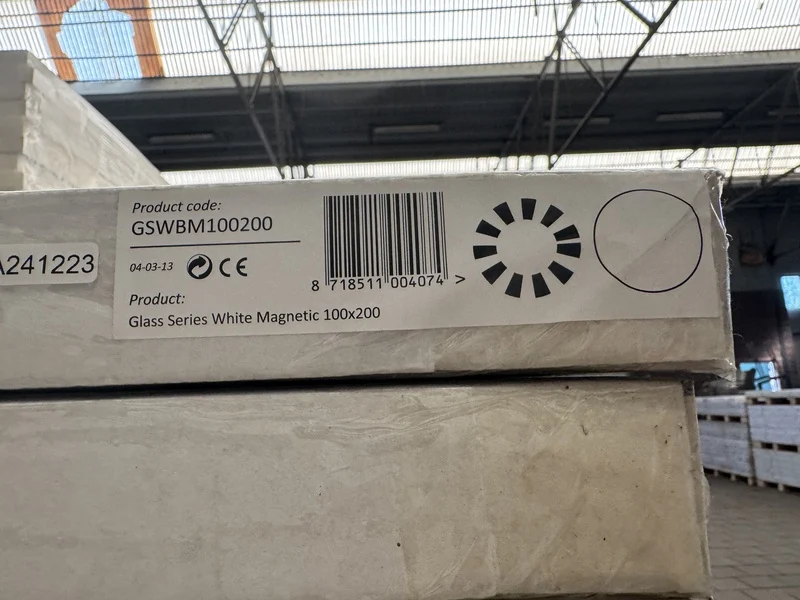 Product code:
GSWBM100200
A241223
04-03-13 CE
8 718511 004074 >
Product:
Glass Series White Magnetic 100x200